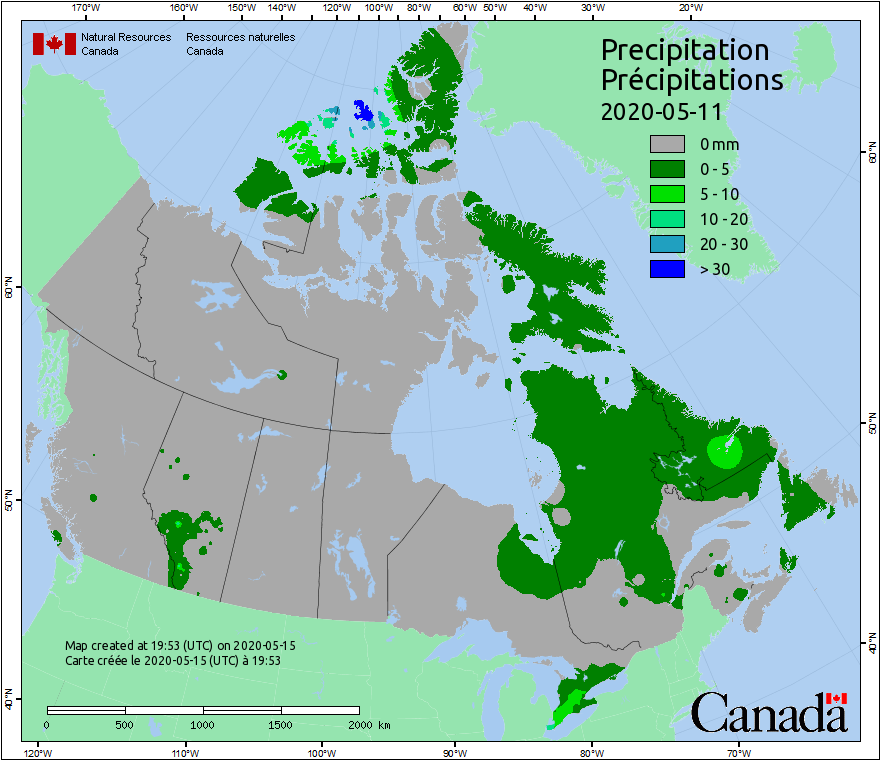 170°W 160°W 150°W 140°W 130°W 120°W 110°W 100°W 90°W 80°W 60°W 50°W 40°W 30°W 20°W
Natural Resources Canada
Ressources naturelles Canada
Precipitation
Précipitations
2020-05-11
0 mm
0 - 5
5 - 10
10 - 20
20 - 30
> 30
60°N
50°N
40°N
60°N
50°N
40°N
Map created at 19:53 (UTC) on 2020-05-15
Carte créée le 2020-05-15 (UTC) à 19:53
0 500 1000 1500 2000 km
Canada
120°W 110°W 100°W 90°W 80°W 70°W